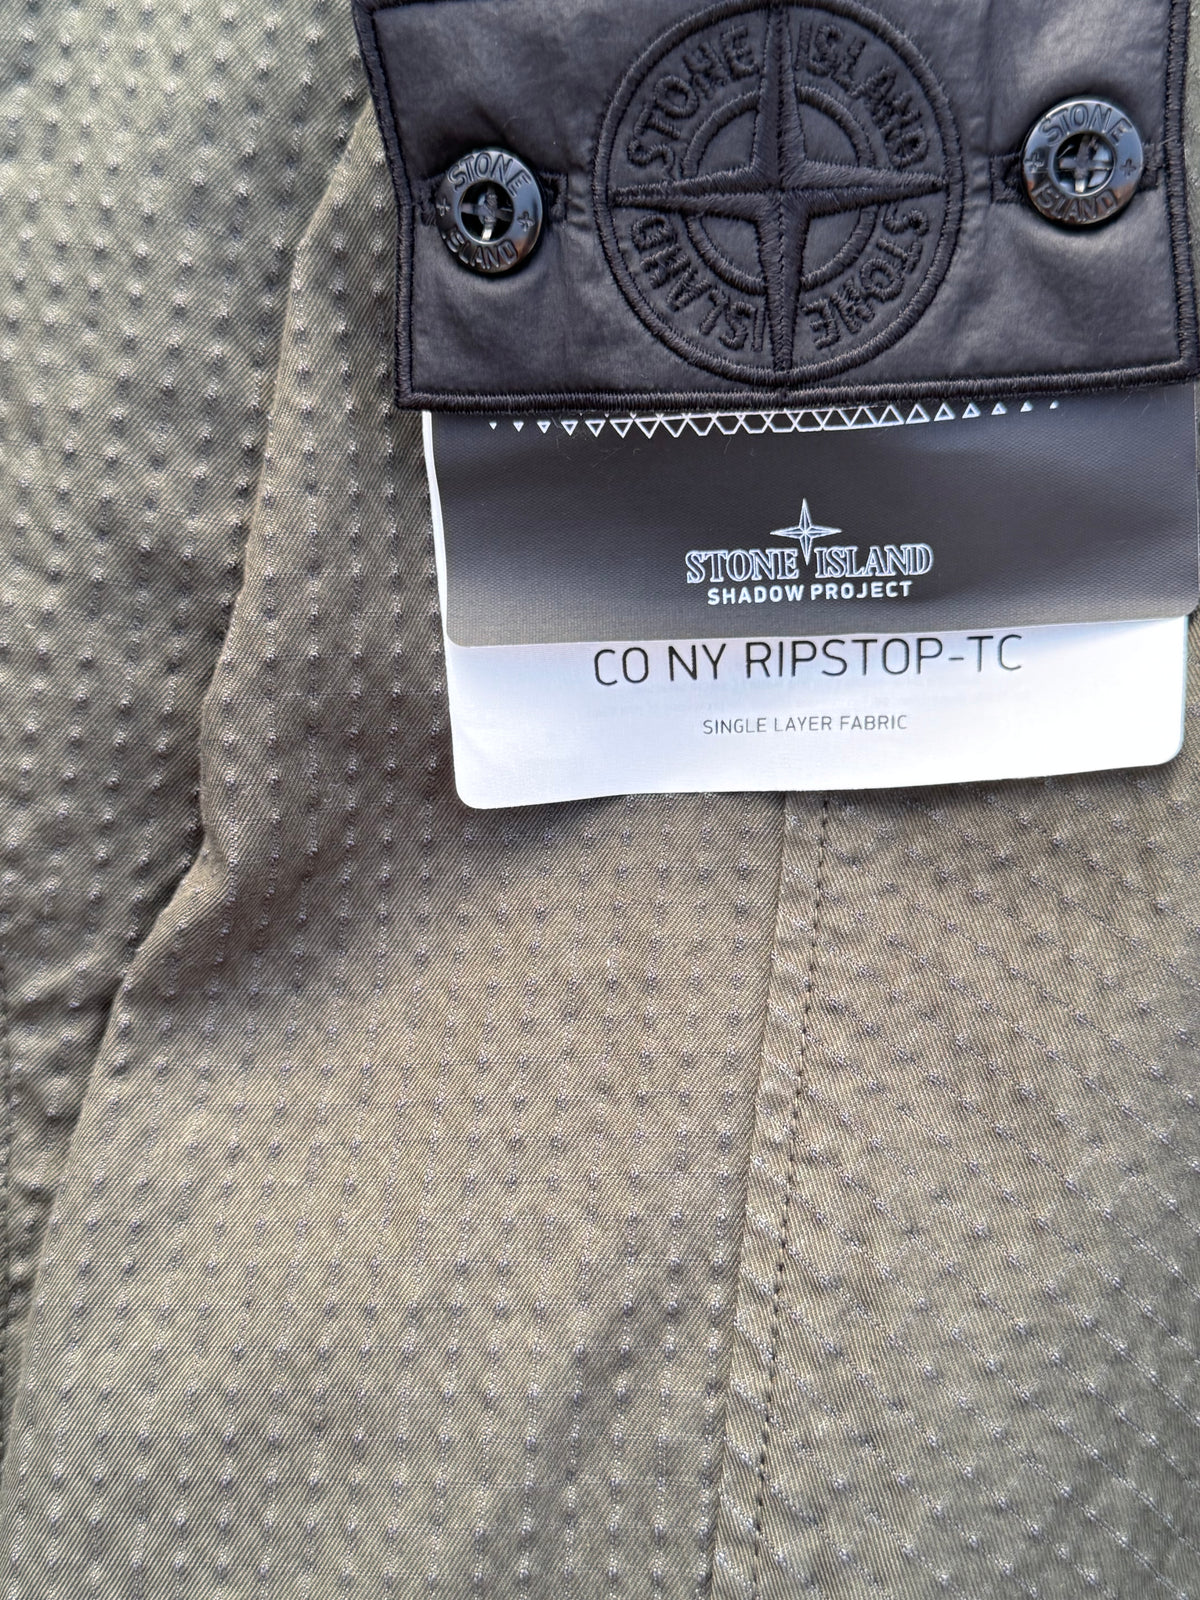 STONE ISLAND STONE ISLAND
STONE ISLAND
STONE ISLAND
STONE ISLAND
SHADOW PROJECT
CO NY RIPSTOP-TC
SINGLE LAYER FABRIC